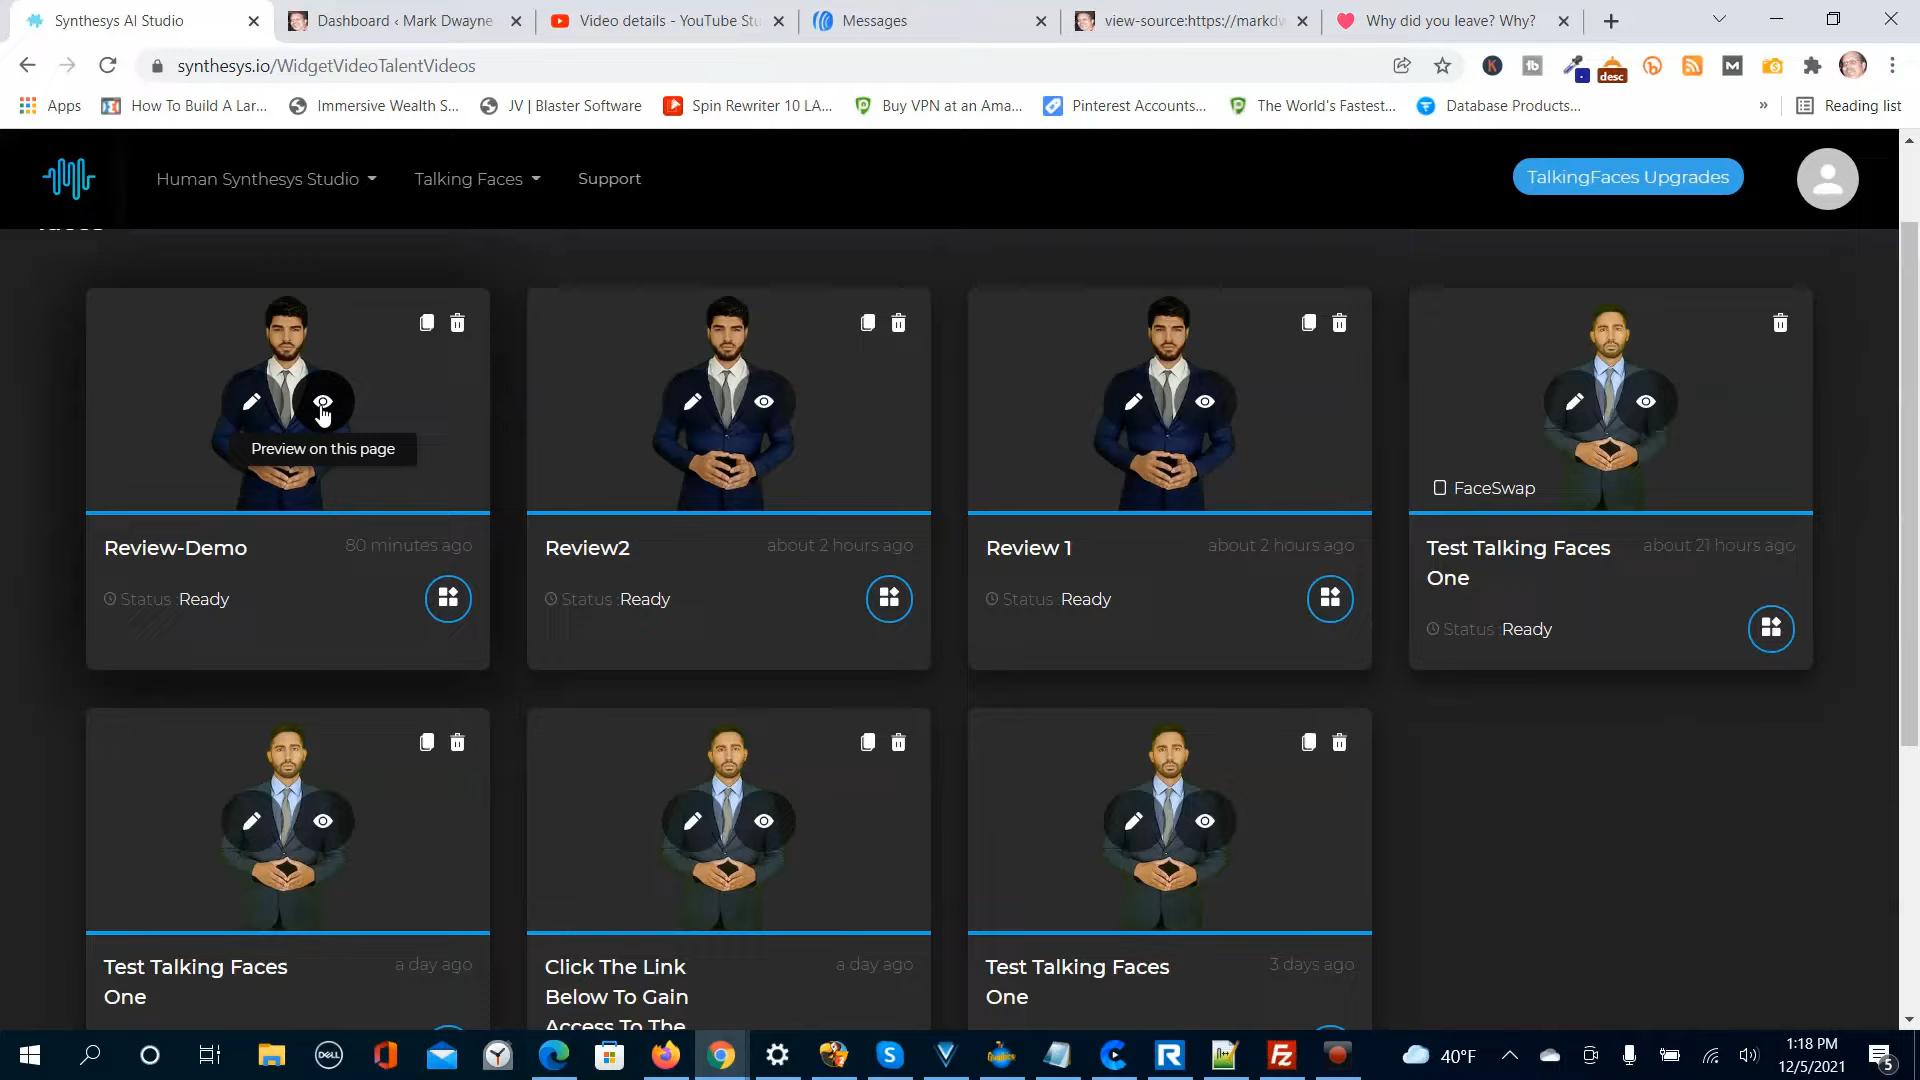 Synthesys AI Studio
Dashboard ‹ Mark Dwayne
Video details - YouTube Stu
Messages
view-source:https://markdw
Why did you leave? Why?
synthesys.io/WidgetVideoTalentVideos
desc
Apps
How To Build A Lar...
Immersive Wealth S...
JV | Blaster Software
Spin Rewriter 10 LA...
Buy VPN at an Ama...
Pinterest Accounts...
The World's Fastest...
Database Products...
»
Reading list
Human Synthesys Studio
Talking Faces
Support
TalkingFaces Upgrades
Preview on this page
FaceSwap
Review-Demo
80 minutes ago
Status : Ready
Review2
about 2 hours ago
Status : Ready
Review 1
about 2 hours ago
Status : Ready
Test Talking Faces
One
about 21 hours ago
Status : Ready
Test Talking Faces
One
a day ago
Click The Link
Below To Gain
Access To The
a day ago
Test Talking Faces
One
3 days ago
DELL
40°F
1:18 PM
12/5/2021
5